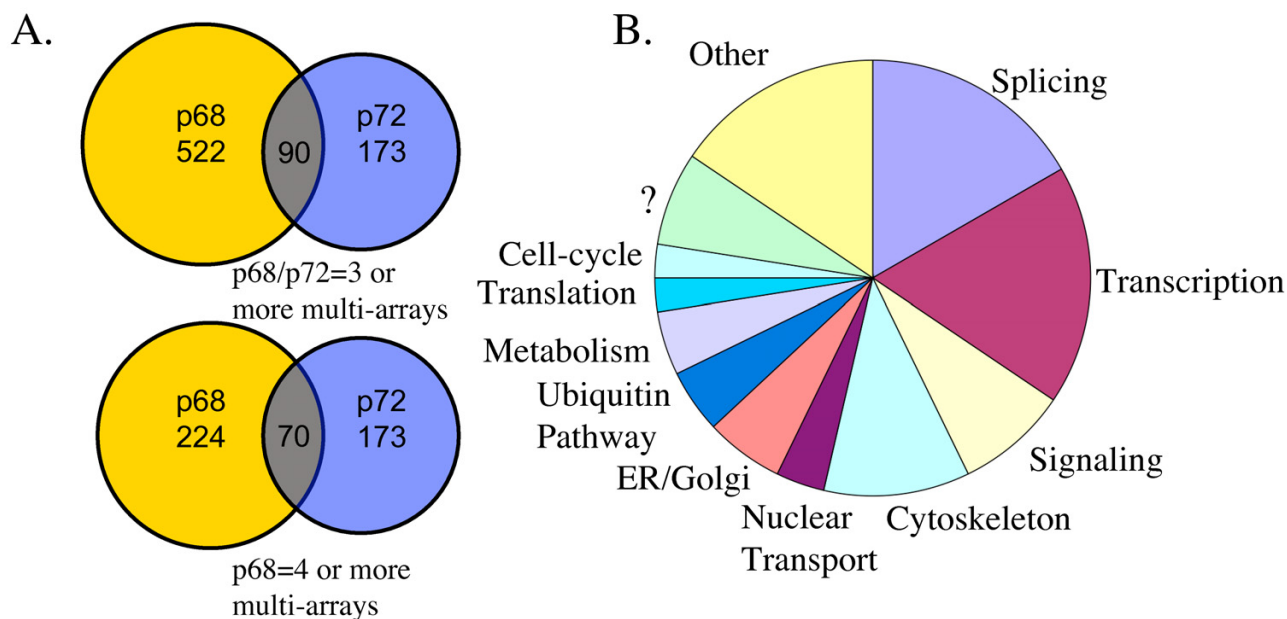 A.
p68
522
90
p72
173
p68/p72=3 or
more multi-arrays
p68
224
70
p72
173
p68=4 or more
multi-arrays
B.
Other
Splicing
?
Cell-cycle
Translation
Transcription
Metabolism
Ubiquitin
Pathway
ER/Golgi
Nuclear
Transport
Cytoskeleton
Signaling